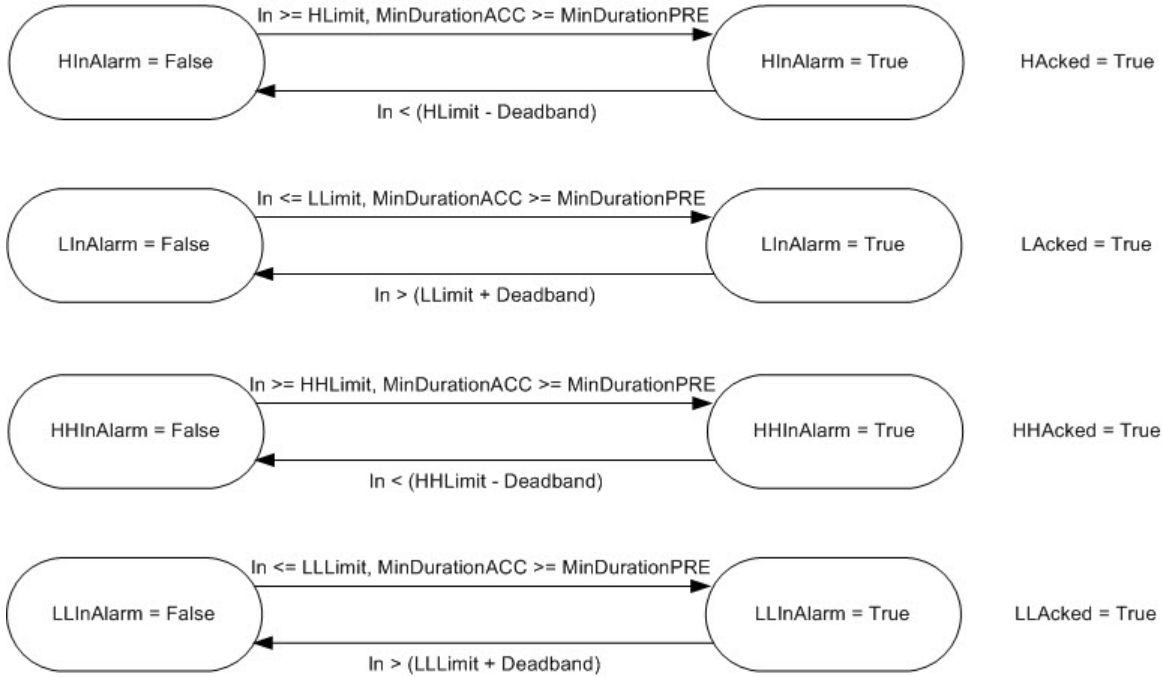 In >= HLimit, MinDurationACC >= MinDurationPRE
HInAlarm = False
HInAlarm = True
HAcked = True
In < (HLimit - Deadband)
In <= LLimit, MinDurationACC >= MinDurationPRE
LInAlarm = False
LInAlarm = True
LAcked = True
In > (LLimit + Deadband)
In >= HHLimit, MinDurationACC >= MinDurationPRE
HHInAlarm = False
HHInAlarm = True
HHAcked = True
In < (HHLimit - Deadband)
In <= LLLimit, MinDurationACC >= MinDurationPRE
LLInAlarm = False
LLInAlarm = True
LLAcked = True
In > (LLLimit + Deadband)